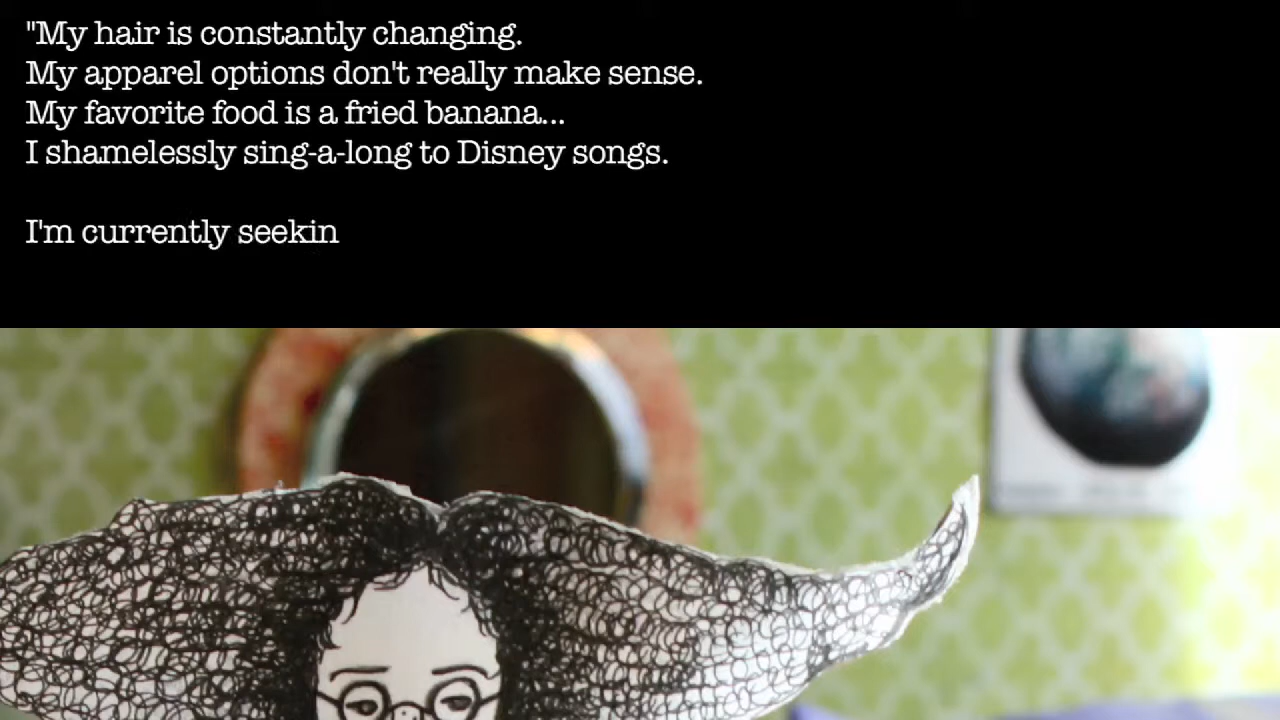 "My hair is constantly changing.
My apparel options don't really make sense.
My favorite food is a fried banana...
I shamelessly sing-a-long to Disney songs.
I'm currently seekin